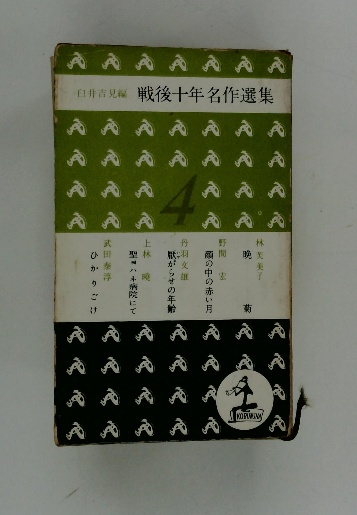 臼井吉見編 戦後十年名作選集
4
林芙美子
晩菊
野間宏
顔の中の赤い月
丹羽文雄
厭がらせの年齢
上林暁
聖ヨハネ病院にて
武田泰淳
ひかりごけ
KOBUNSHA